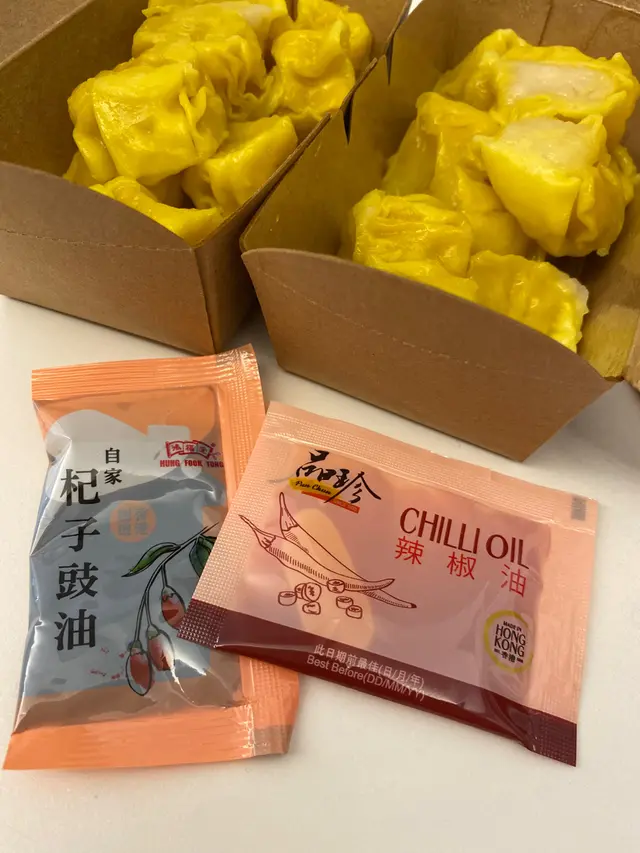 自家
杞子豉油
鴻福堂
HUNG FOOK TONG
品珍
Pun Chun
CHILLI OIL
辣椒油
MADE IN
HONG
KONG
香港
此日期前最佳(日/月/年)
Best Before(DD/MM/YY)